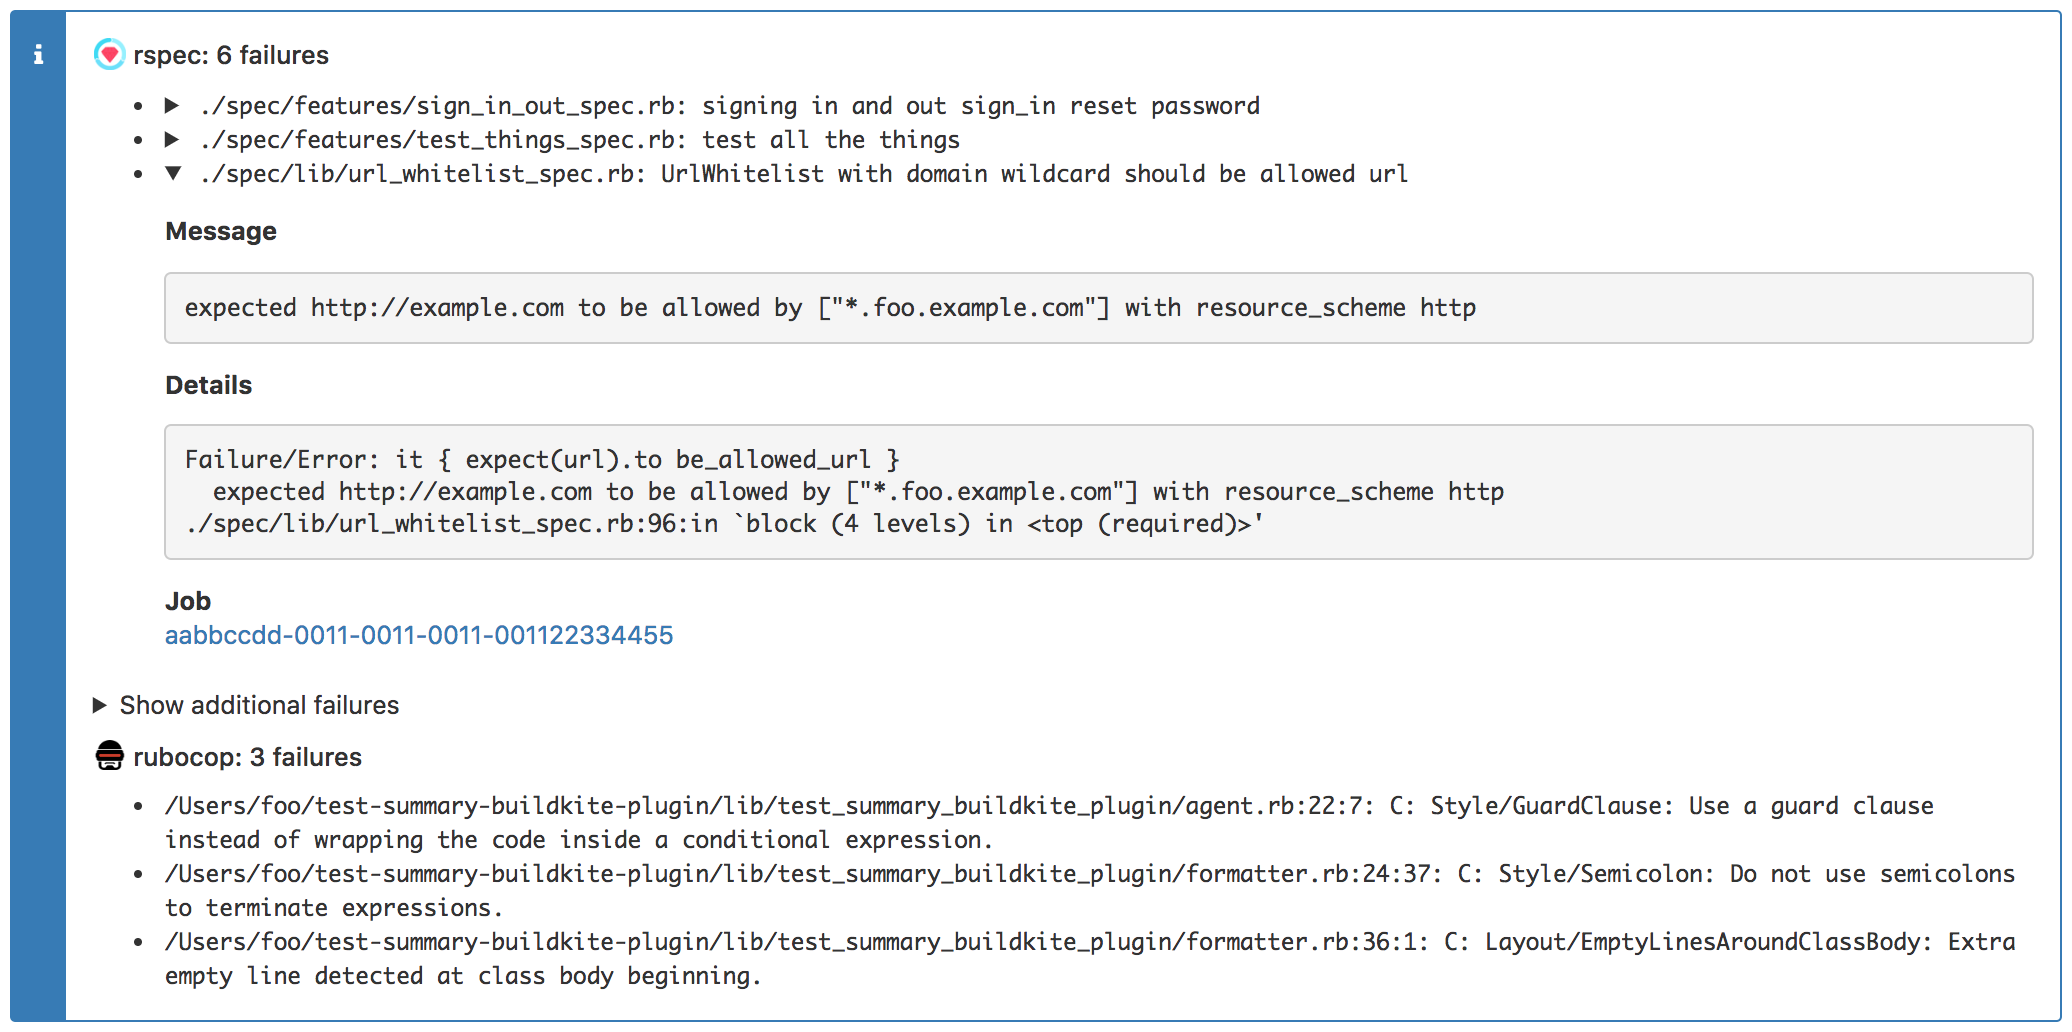 rspec: 6 failures
./spec/features/sign_in_out_spec.rb: signing in and out sign_in reset password
./spec/features/test_things_spec.rb: test all the things
./spec/lib/url_whitelist_spec.rb: UrlWhitelist with domain wildcard should be allowed url
Message
expected http://example.com to be allowed by ["*.foo.example.com"] with resource_scheme http
Details
Failure/Error: it { expect(url).to be_allowed_url }
expected http://example.com to be allowed by ["*.foo.example.com"] with resource_scheme http
./spec/lib/url_whitelist_spec.rb:96:in `block (4 levels) in <top (required)>'
Job
aabbccdd-0011-0011-0011-001122334455
Show additional failures
rubocop: 3 failures
/Users/foo/test-summary-buildkite-plugin/lib/test_summary_buildkite_plugin/agent.rb:22:7: C: Style/GuardClause: Use a guard clause
instead of wrapping the code inside a conditional expression.
/Users/foo/test-summary-buildkite-plugin/lib/test_summary_buildkite_plugin/formatter.rb:24:37: C: Style/Semicolon: Do not use semicolons
to terminate expressions.
/Users/foo/test-summary-buildkite-plugin/lib/test_summary_buildkite_plugin/formatter.rb:36:1: C: Layout/EmptyLinesAroundClassBody: Extra
empty line detected at class body beginning.